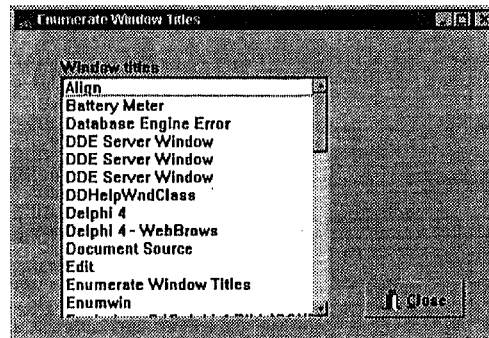 Enumerate Window Titles
Window titles
Align
Battery Meter
Database Engine Error
DDE Server Window
DDE Server Window
DDE Server Window
DDHelpWndClass
Delphi 4
Delphi 4 - WebBrows
Document Source
Edit
Enumerate Window Titles
Enumwin
Close